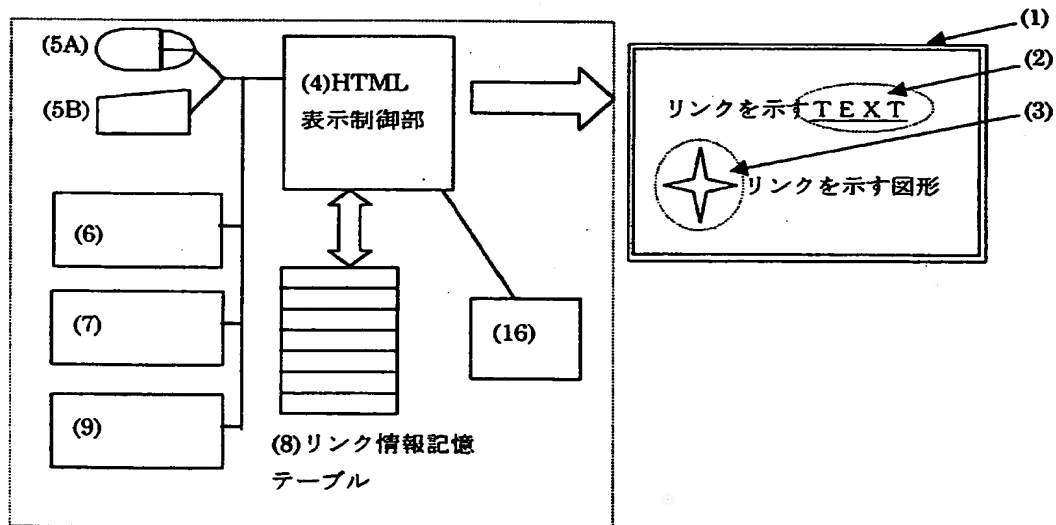 (5A)
(5B)
(4)HTML
表示制御部
(6)
(7)
(9)
(8)リンク情報記憶
テーブル
(16)
(1)
(2)
リンクを示すTEXT
(3)
リンクを示す図形